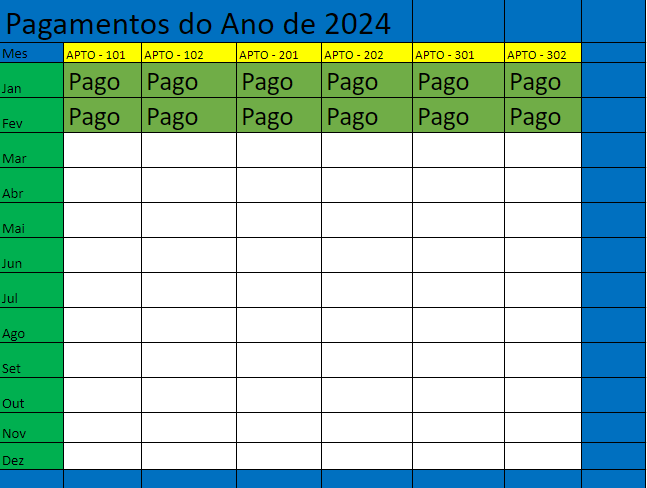 Pagamentos do Ano de 2024
Mes APTO - 101 APTO - 102 APTO - 201 APTO - 202 APTO - 301 APTO - 302
Jan Pago Pago Pago Pago Pago Pago
Fev Pago Pago Pago Pago Pago Pago
Mar
Abr
Mai
Jun
Jul
Ago
Set
Out
Nov
Dez